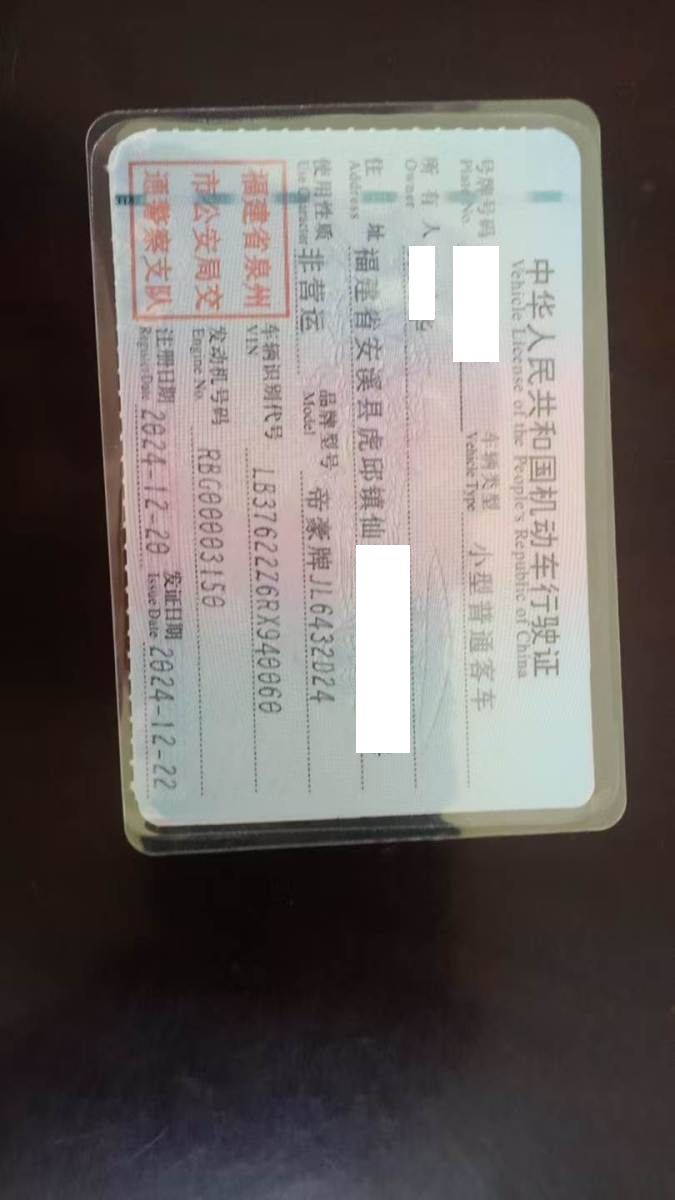 中华人民共和国机动车行驶证
Vehicle License of the People's Republic of China
号牌号码 Plate No. 车辆类型 Vehicle Type 小型普通客车
所有人 Owner
住址 Address 福建省安溪县虎邱镇仙
使用性质 Use Character 非营运 品牌型号 Model 帝豪牌JL6432D24
车辆识别代号 VIN LB37622Z6RX940060
发动机号码 Engine No. RBG00003150
注册日期 Register Date 2024-12-20 发证日期 Issue Date 2024-12-22
福建省泉州
市公安局交
通警察支队